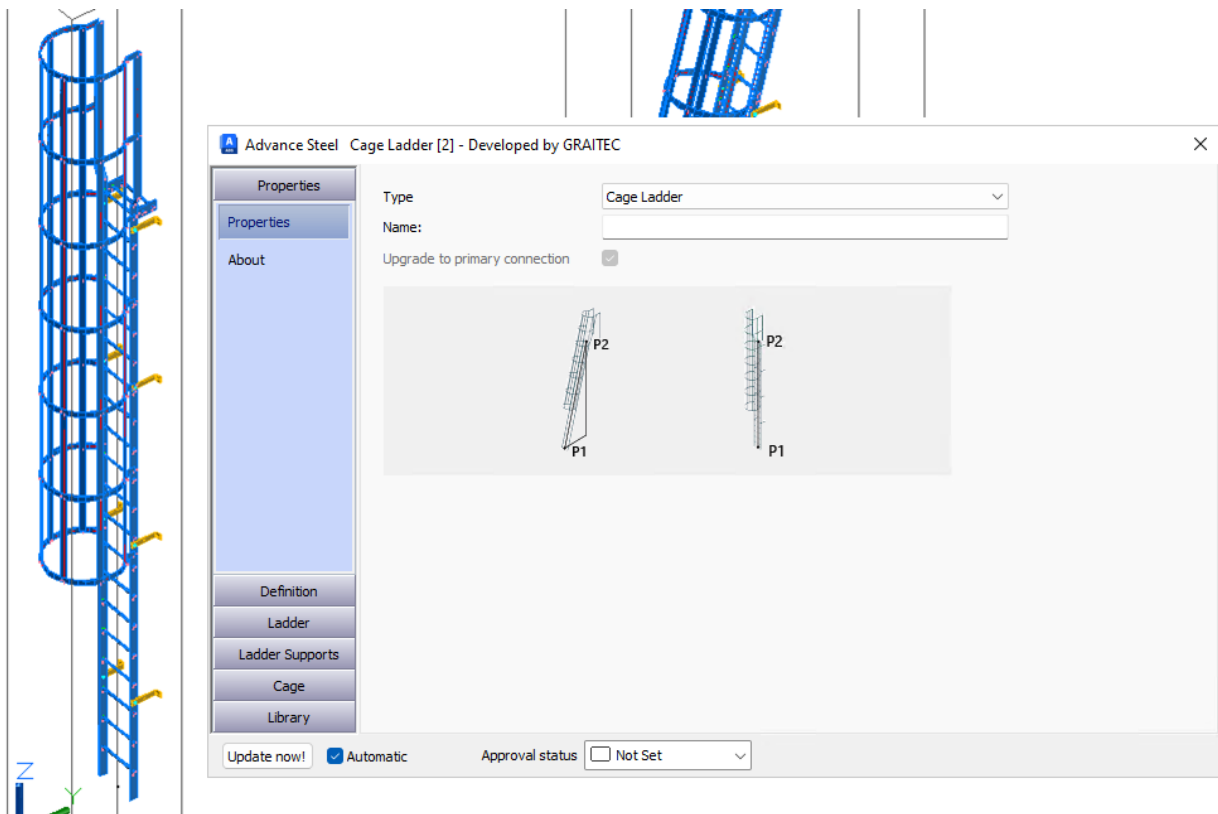 Advance Steel Cage Ladder [2] - Developed by GRAITEC
Properties
Properties
About
Definition
Ladder
Ladder Supports
Cage
Library
Type
Cage Ladder
Name:
Upgrade to primary connection
P2
P1
P2
P1
Update now!
Automatic
Approval status
Not Set
Z
Y